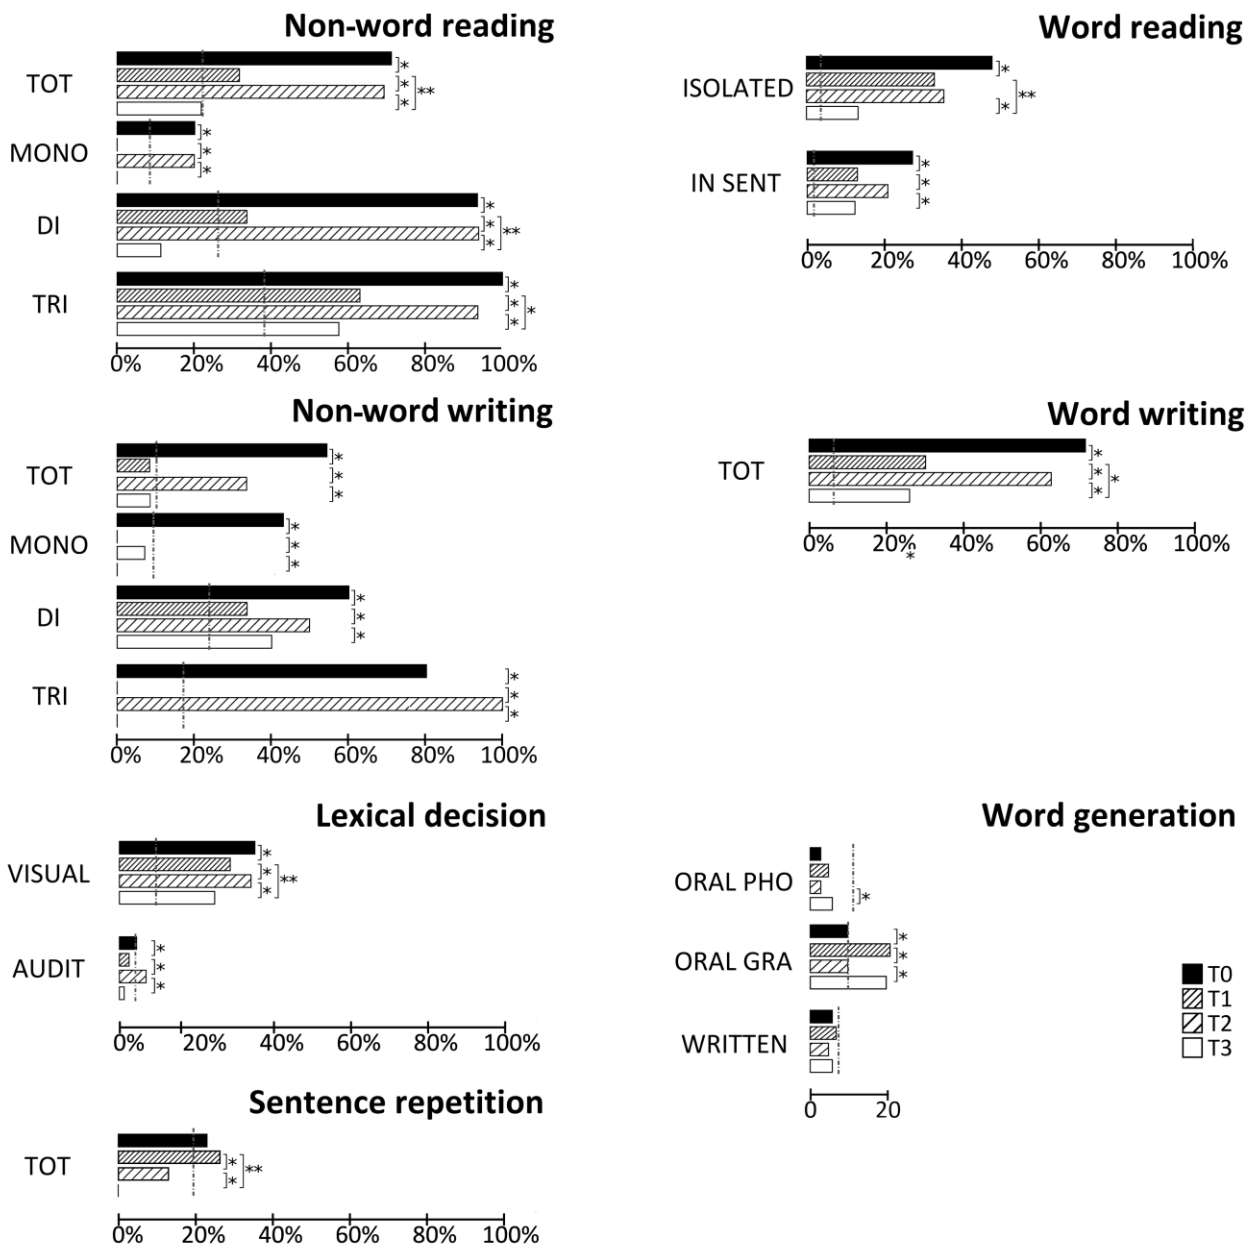 Non-word reading
TOT
*
*
**
*
MONO
*
*
*
DI
*
*
**
*
TRI
*
*
*
*
0% 20% 40% 60% 80% 100%
Word reading
ISOLATED
*
**
*
IN SENT
*
*
*
0% 20% 40% 60% 80% 100%
Non-word writing
TOT
*
*
*
MONO
*
*
*
DI
*
*
*
TRI
*
*
*
0% 20% 40% 60% 80% 100%
Word writing
TOT
*
*
*
*
0% 20% 40% 60% 80% 100%
*
Lexical decision
VISUAL
*
*
**
*
AUDIT
*
*
*
0% 20% 40% 60% 80% 100%
Word generation
ORAL PHO
*
ORAL GRA
*
*
*
WRITTEN
0 20
T0
T1
T2
T3
Sentence repetition
TOT
*
**
*
0% 20% 40% 60% 80% 100%